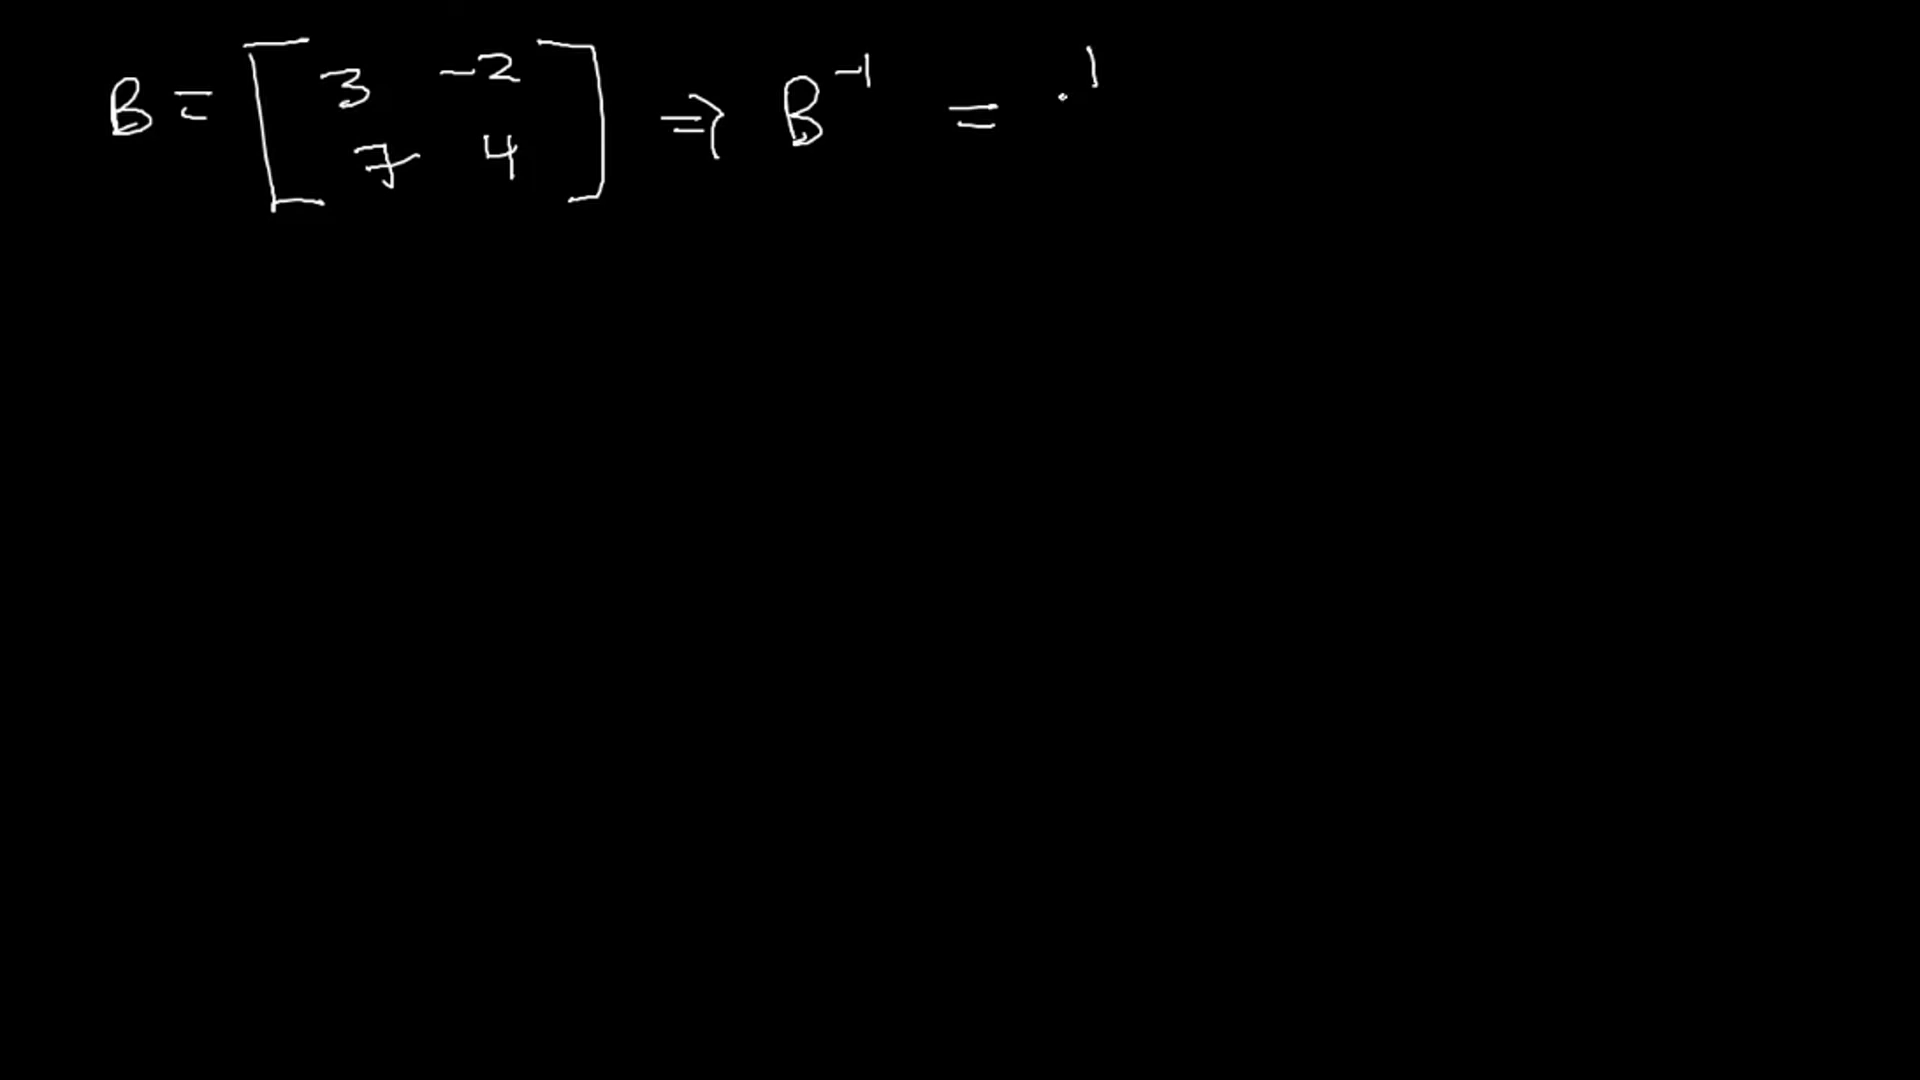 B = [ 3 -2 ] ⇒ B⁻¹ = 1
7 4